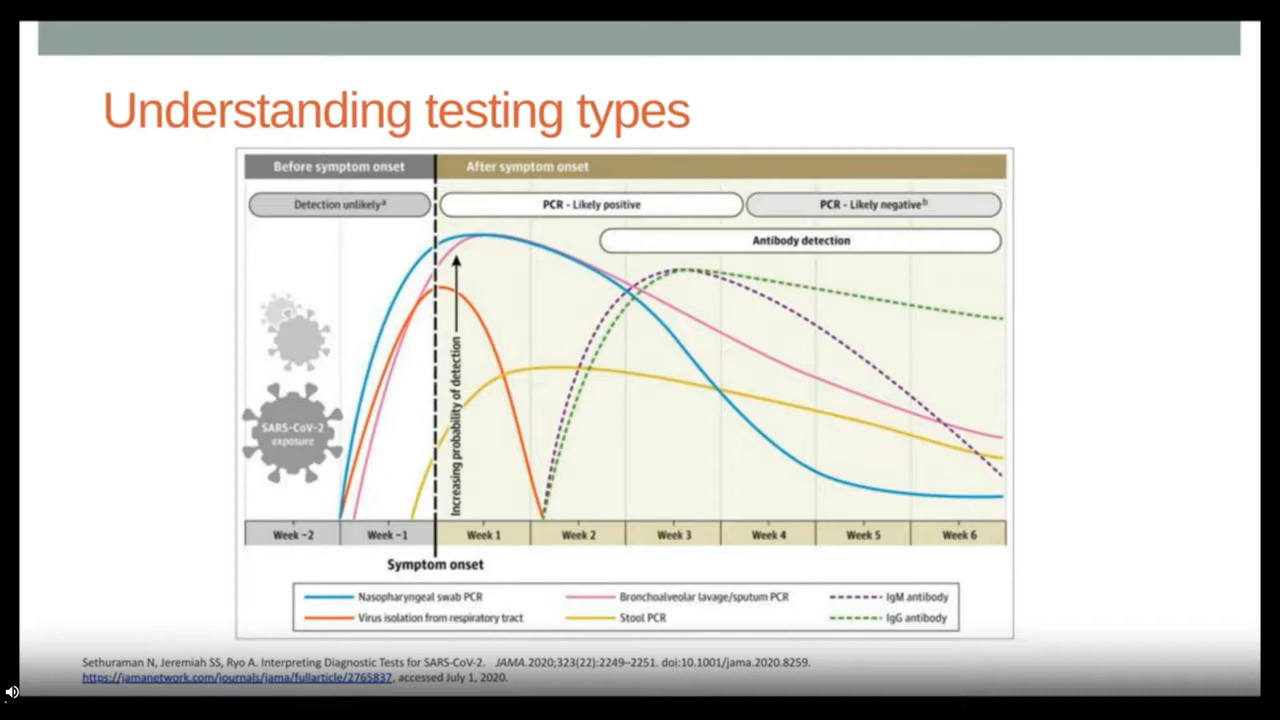 Understanding testing types
Before symptom onset
After symptom onset
Detection unlikelyᵃ
PCR - Likely positive
PCR - Likely negativeᵇ
Antibody detection
SARS-CoV-2
exposure
Increasing probability of detection
Week −2
Week −1
Week 1
Week 2
Week 3
Week 4
Week 5
Week 6
Symptom onset
Nasopharyngeal swab PCR
Bronchoalveolar lavage/sputum PCR
IgM antibody
Virus isolation from respiratory tract
Stool PCR
IgG antibody
Sethuraman N, Jeremiah SS, Ryo A. Interpreting Diagnostic Tests for SARS-CoV-2. JAMA. 2020;323(22):2249–2251. doi:10.1001/jama.2020.8259.
https://jamanetwork.com/journals/jama/fullarticle/2765837, accessed July 1, 2020.